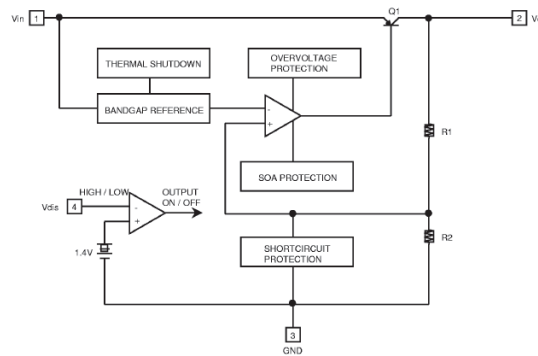 Q1
Vin 1
2 V
THERMAL SHUTDOWN
OVERVOLTAGE
PROTECTION
BANDGAP REFERENCE
-
+
R1
SOA PROTECTION
HIGH / LOW
OUTPUT
ON / OFF
Vdis 4
-
+
1.4V
SHORTCIRCUIT
PROTECTION
R2
3
GND